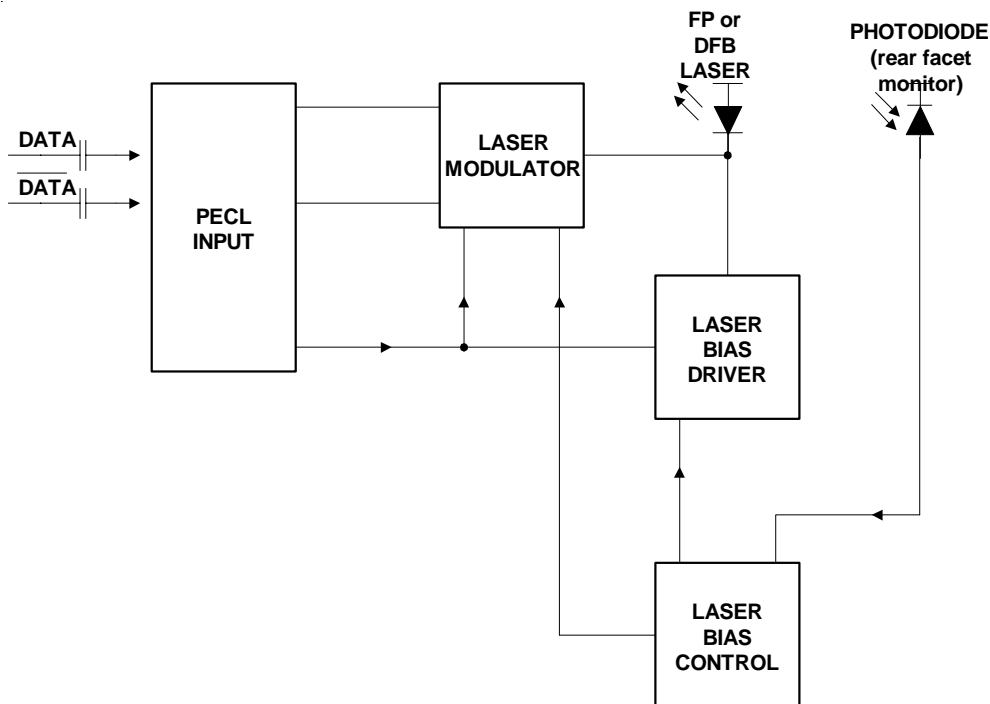 FP or
DFB
LASER
PHOTODIODE
(rear facet
monitor)
DATA
DATA
PECL
INPUT
LASER
MODULATOR
LASER
BIAS
DRIVER
LASER
BIAS
CONTROL